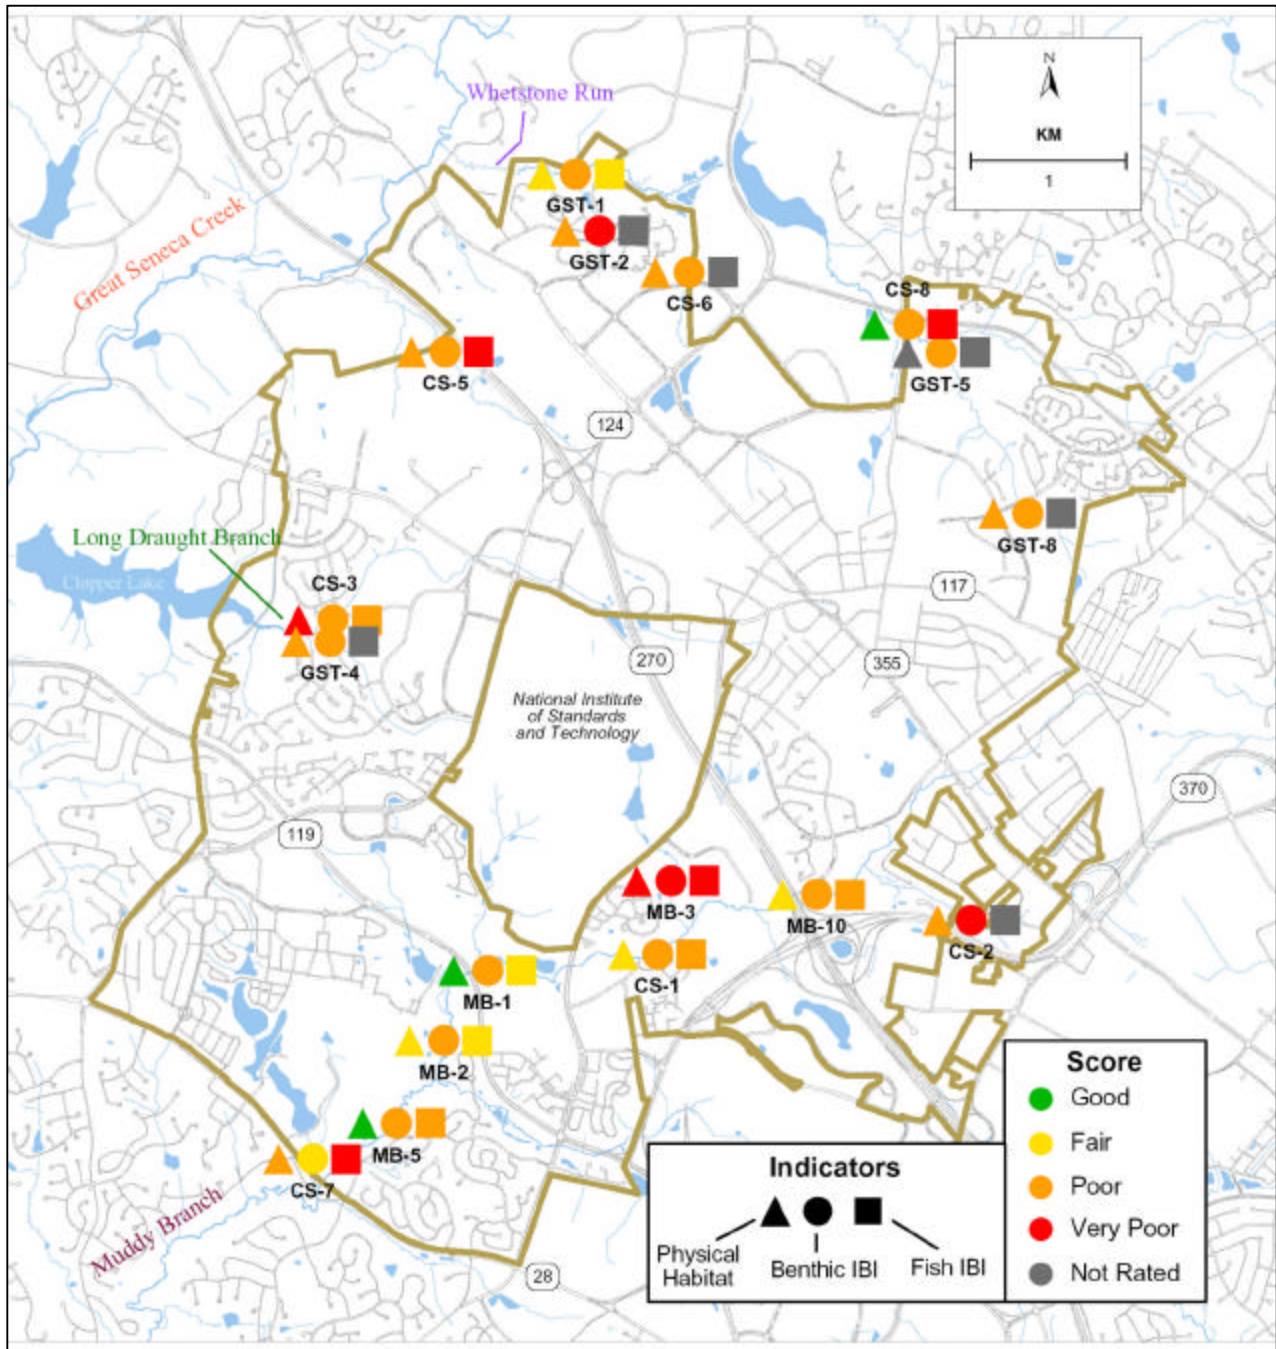 N
KM
1
Whetstone Run
GST-1
Great Seneca Creek
GST-2
CS-6
CS-8
CS-5
GST-5
124
Long Draught Branch
GST-8
Clopper Lake
CS-3
117
GST-4
270
355
National Institute
of Standards
and Technology
370
119
MB-3
MB-10
CS-2
CS-1
MB-1
MB-2
Score
Good
Fair
Poor
Very Poor
Not Rated
MB-5
CS-7
Muddy Branch
Indicators
Physical
Habitat
Benthic IBI
Fish IBI
28